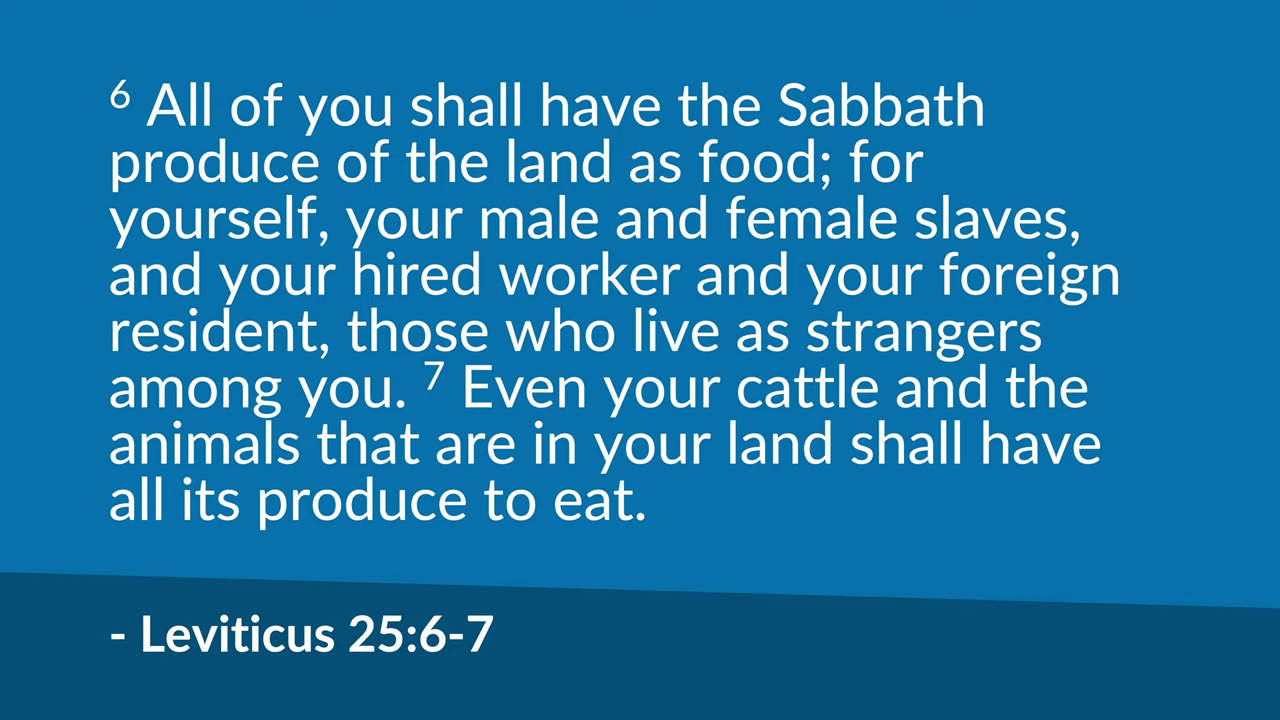 ⁶ All of you shall have the Sabbath
produce of the land as food; for
yourself, your male and female slaves,
and your hired worker and your foreign
resident, those who live as strangers
among you. ⁷ Even your cattle and the
animals that are in your land shall have
all its produce to eat.
- Leviticus 25:6-7